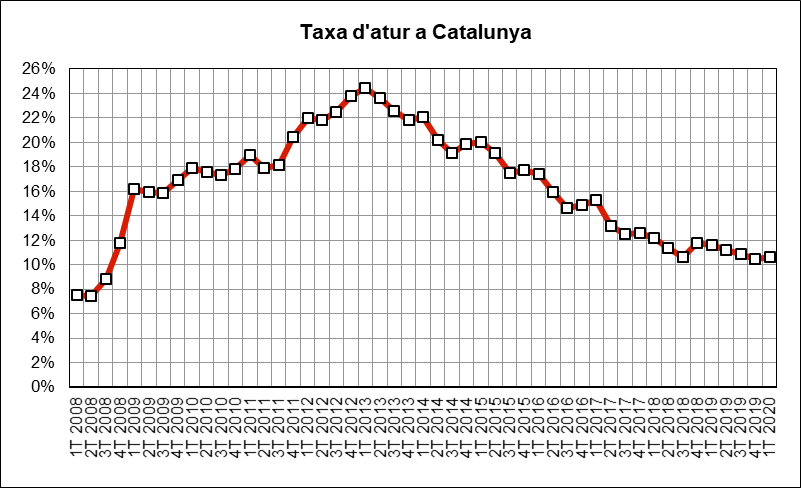 Taxa d'atur a Catalunya
26%
24%
22%
20%
18%
16%
14%
12%
10%
8%
6%
4%
2%
0%
1T 2008
2T 2008
3T 2008
4T 2008
1T 2009
2T 2009
3T 2009
4T 2009
1T 2010
2T 2010
3T 2010
4T 2010
1T 2011
2T 2011
3T 2011
4T 2011
1T 2012
2T 2012
3T 2012
4T 2012
1T 2013
2T 2013
3T 2013
4T 2013
1T 2014
2T 2014
3T 2014
4T 2014
1T 2015
2T 2015
3T 2015
4T 2015
1T 2016
2T 2016
3T 2016
4T 2016
1T 2017
2T 2017
3T 2017
4T 2017
1T 2018
2T 2018
3T 2018
4T 2018
1T 2019
2T 2019
3T 2019
4T 2019
1T 2020